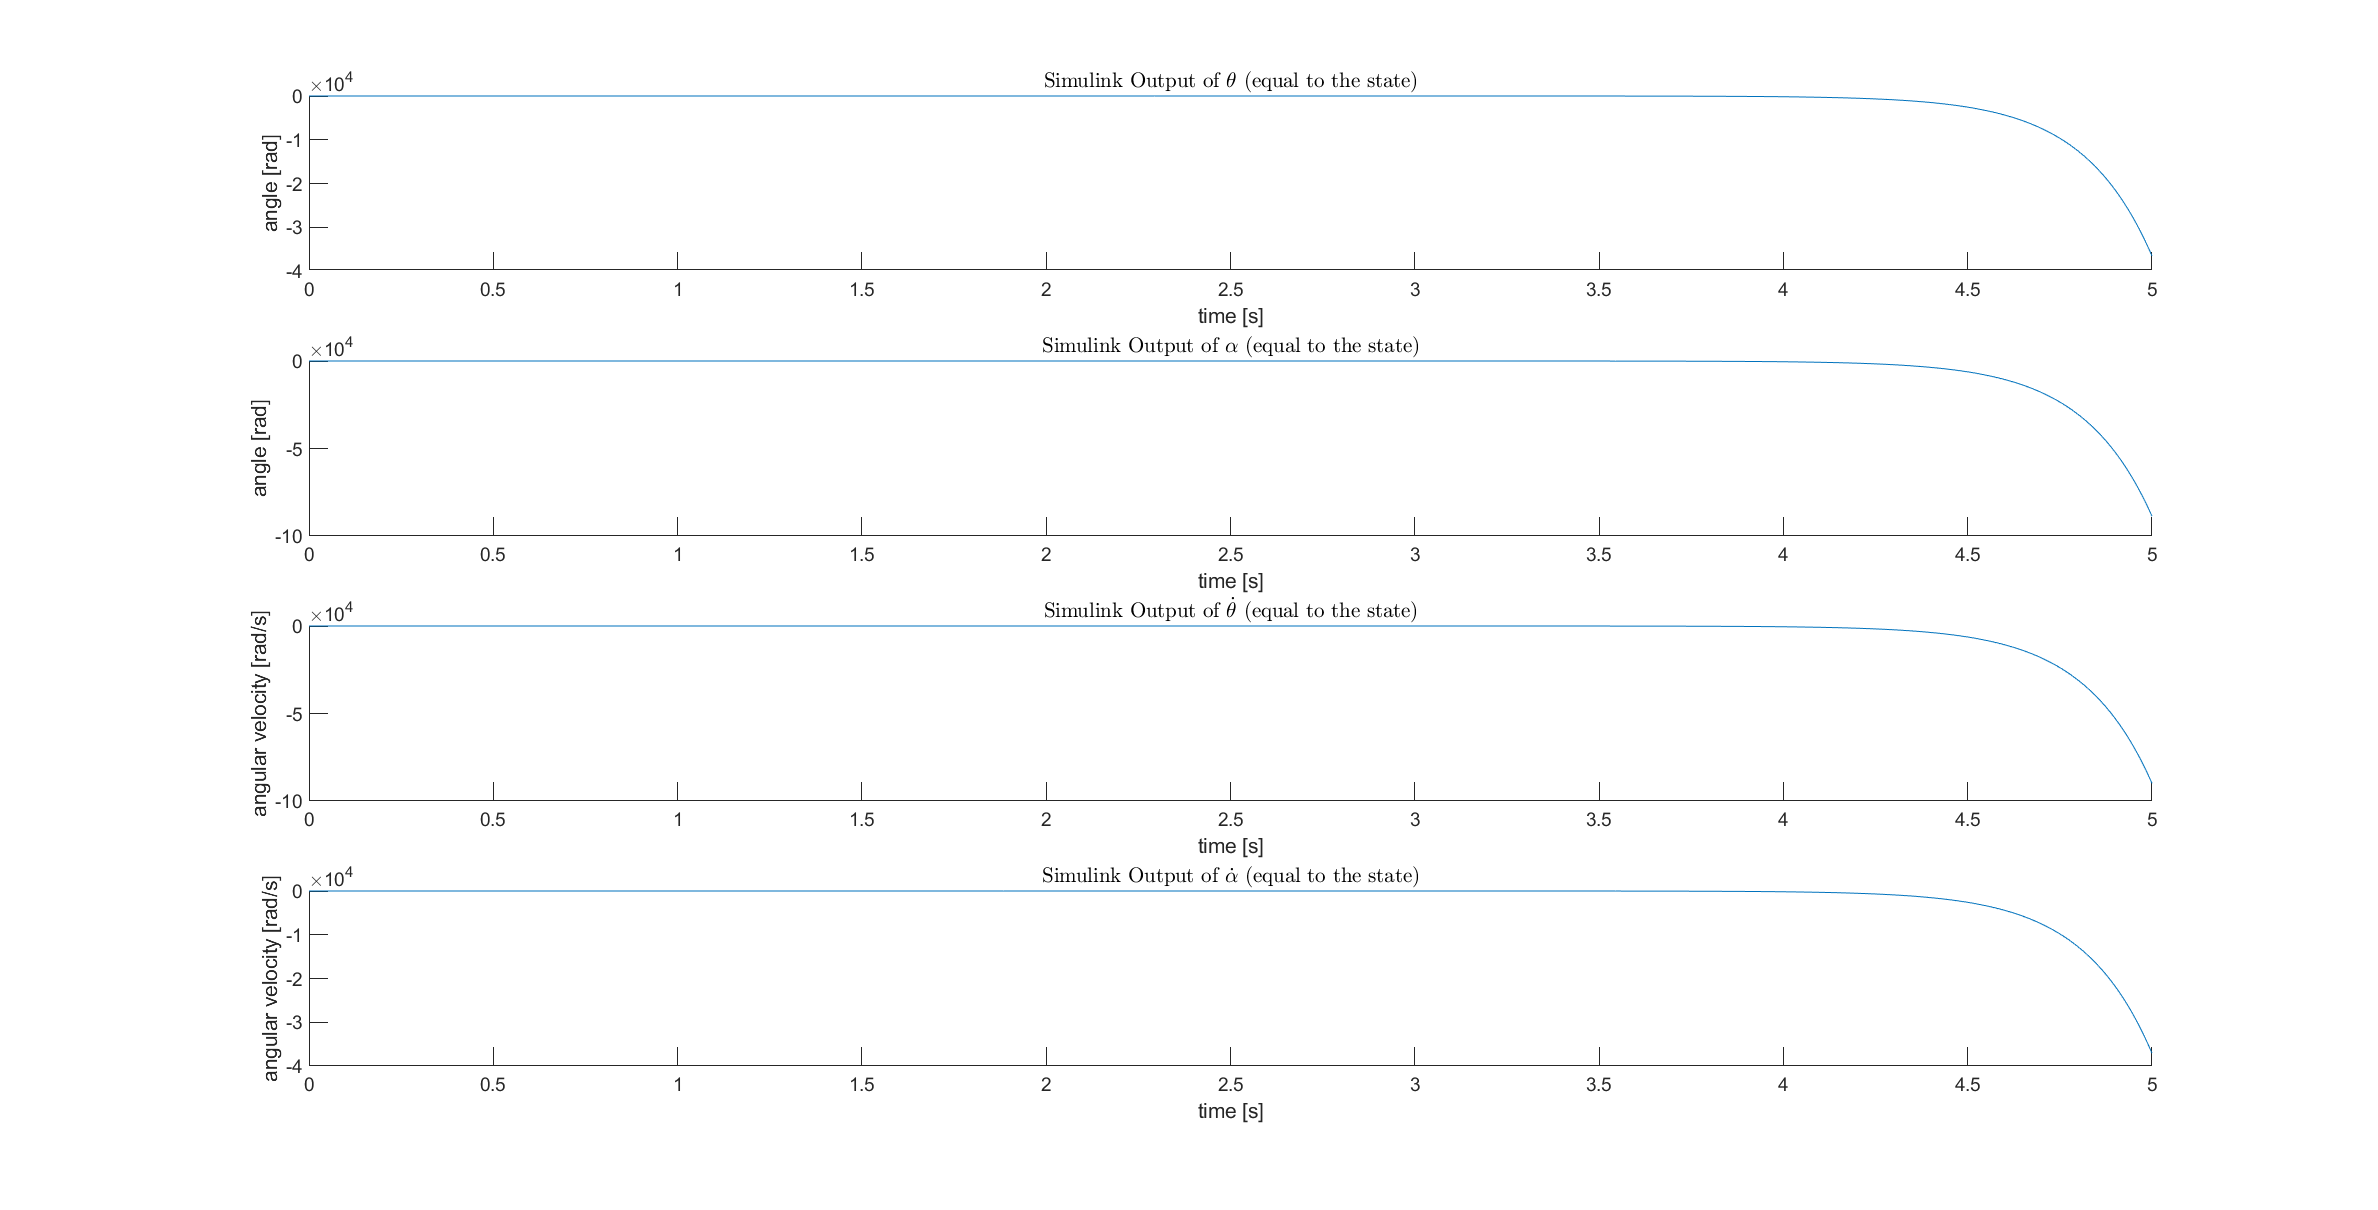 Simulink Output of θ (equal to the state)
×10⁴
0
-1
-2
-3
-4
angle [rad]
0 0.5 1 1.5 2 2.5 3 3.5 4 4.5 5
time [s]
Simulink Output of α (equal to the state)
×10⁴
0
-5
-10
angle [rad]
0 0.5 1 1.5 2 2.5 3 3.5 4 4.5 5
time [s]
Simulink Output of θ̇ (equal to the state)
×10⁴
0
-5
-10
angular velocity [rad/s]
0 0.5 1 1.5 2 2.5 3 3.5 4 4.5 5
time [s]
Simulink Output of α̇ (equal to the state)
×10⁴
0
-1
-2
-3
-4
angular velocity [rad/s]
0 0.5 1 1.5 2 2.5 3 3.5 4 4.5 5
time [s]